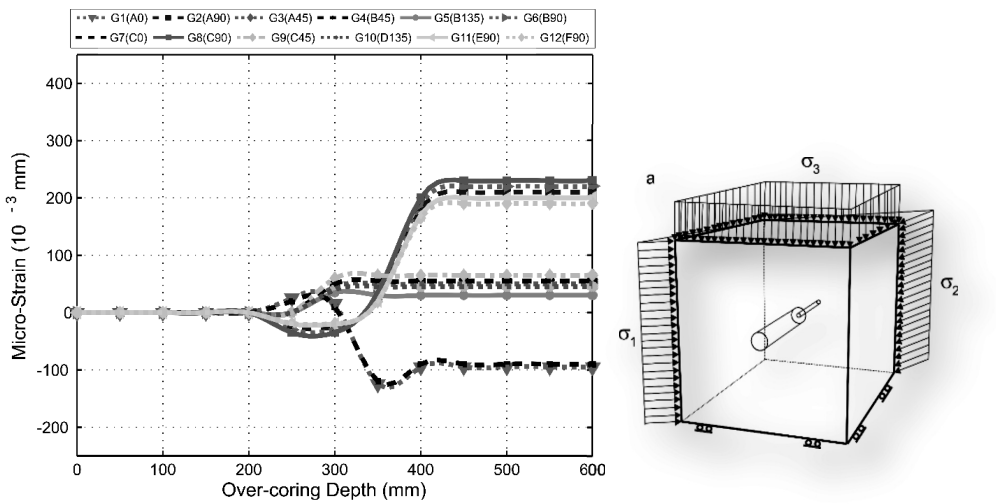 G1(A0) G2(A90) G3(A45) G4(B45) G5(B135) G6(B90)
G7(C0) G8(C90) G9(C45) G10(D135) G11(E90) G12(F90)
400
300
200
100
0
-100
-200
Micro-Strain (10 - 3 mm)
0 100 200 300 400 500 600
Over-coring Depth (mm)
a
σ3
σ1
σ2